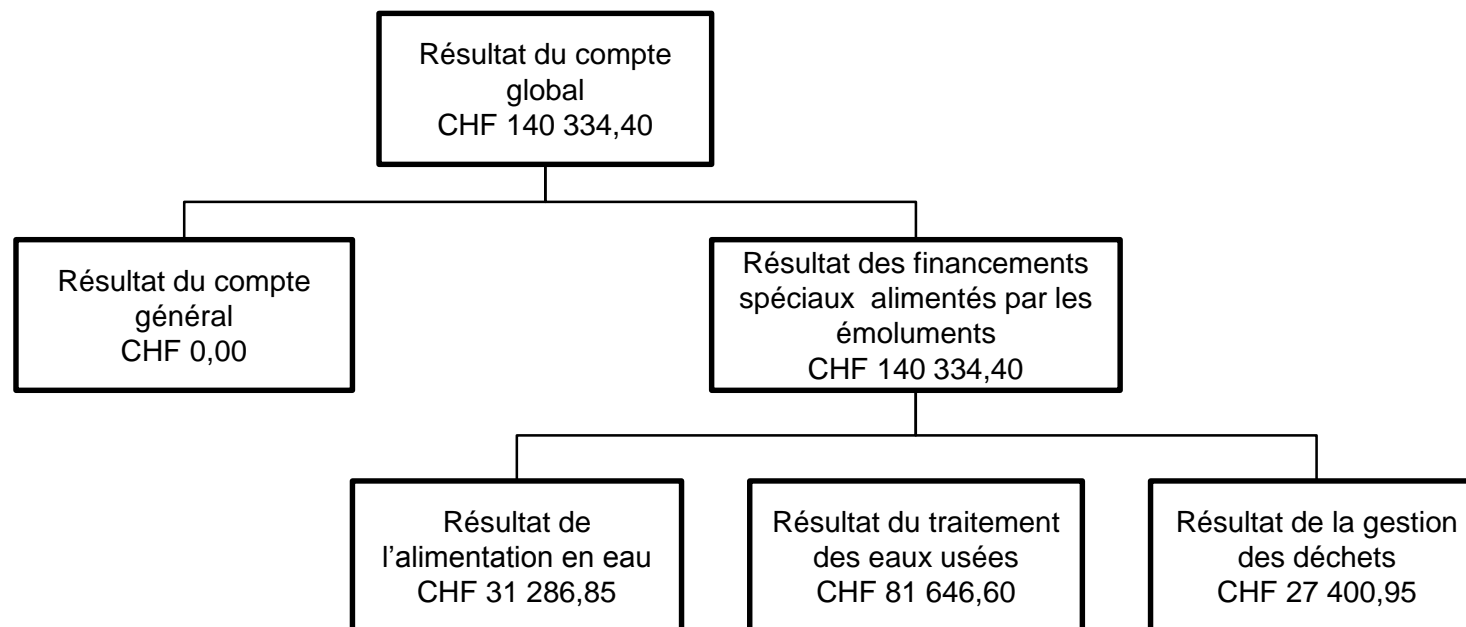 Résultat du compte
global
CHF 140 334,40
Résultat du compte
général
CHF 0,00
Résultat des financements
spéciaux  alimentés par les
émoluments
CHF 140 334,40
Résultat de
l’alimentation en eau
CHF 31 286,85
Résultat du traitement
des eaux usées
CHF 81 646,60
Résultat de la gestion
des déchets
CHF 27 400,95